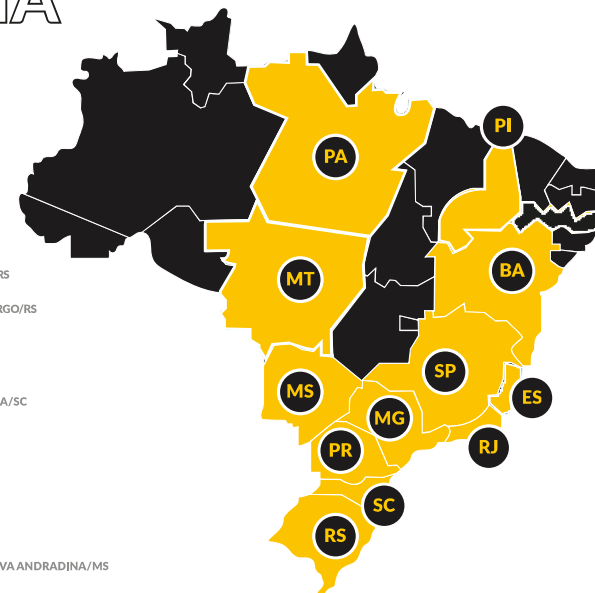 IA
PI
PA
BA
RS
MT
RGO/RS
SP
MS
ES
A/SC
MG
RJ
PR
SC
RS
VA ANDRADINA/MS